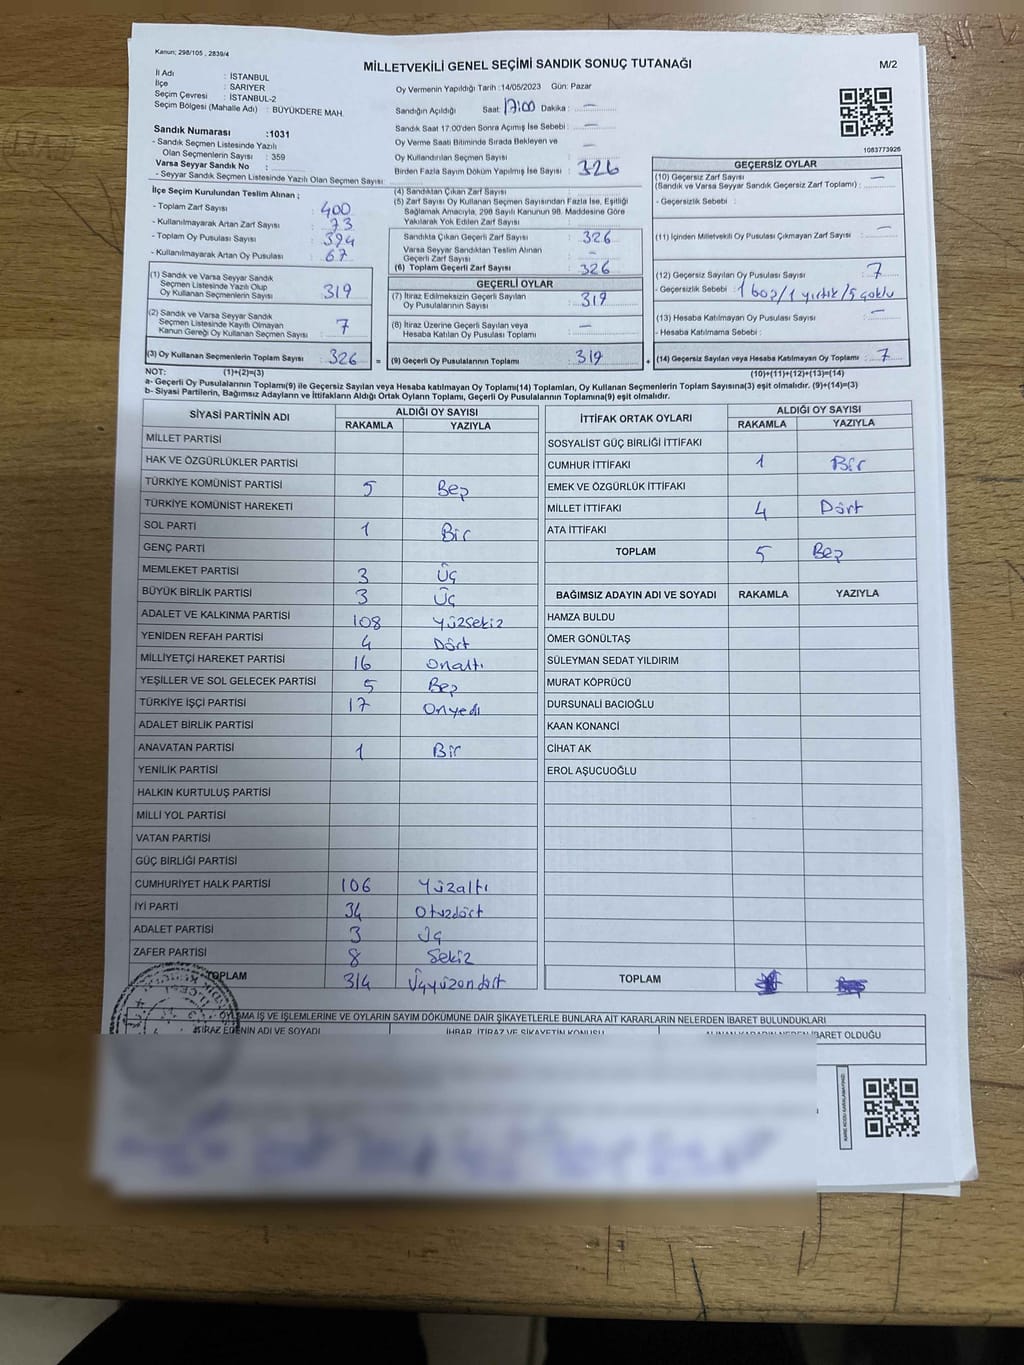 Kanun; 298/105 , 2839/4
MİLLETVEKİLİ GENEL SEÇİMİ SANDIK SONUÇ TUTANAĞI
M/2
İl Adı : İSTANBUL
İlçe : SARIYER
Seçim Çevresi : İSTANBUL-2
Seçim Bölgesi (Mahalle Adı) : BÜYÜKDERE MAH.
Sandık Numarası :1031
- Sandık Seçmen Listesinde Yazılı
Olan Seçmenlerin Sayısı : 359
Varsa Seyyar Sandık No :
- Seyyar Sandık Seçmen Listesinde Yazılı Olan Seçmen Sayısı :
Oy Vermenin Yapıldığı Tarih :14/05/2023 Gün: Pazar
Sandığın Açıldığı Saat: 17:00 Dakika : —
Sandık Saat 17:00'den Sonra Açımış İse Sebebi : —
Oy Verme Saati Bitiminde Sırada Bekleyen ve
Oy Kullandırılan Seçmen Sayısı : —
Birden Fazla Sayım Döküm Yapılmış İse Sayısı : 326
1083773926
İlçe Seçim Kurulundan Teslim Alınan ;
- Toplam Zarf Sayısı : 400
- Kullanılmayarak Artan Zarf Sayısı : 73
- Toplam Oy Pusulası Sayısı : 394
- Kullanılmayarak Artan Oy Pusulası : 67
(4) Sandıktan Çıkan Zarf Sayısı :
(5) Zarf Sayısı Oy Kullanan Seçmen Sayısından Fazla İse, Eşitliği
Sağlamak Amacıyla, 298 Sayılı Kanunun 98. Maddesine Göre
Yakılarak Yok Edilen Zarf Sayısı :
Sandıkta Çıkan Geçerli Zarf Sayısı : 326
Varsa Seyyar Sandıktan Teslim Alınan
Geçerli Zarf Sayısı : —
(6) Toplam Geçerli Zarf Sayısı : 326
GEÇERSİZ OYLAR
(10) Geçersiz Zarf Sayısı
(Sandık ve Varsa Seyyar Sandık Geçersiz Zarf Toplamı) : —
- Geçersizlik Sebebi :
(11) İçinden Milletvekili Oy Pusulası Çıkmayan Zarf Sayısı : —
(12) Geçersiz Sayılan Oy Pusulası Sayısı : 7
- Geçersizlik Sebebi : 1 boş/1 yırtık/5 çoklu
(13) Hesaba Katılmayan Oy Pusulası Sayısı : —
- Hesaba Katılmama Sebebi :
(14) Geçersiz Sayılan veya Hesaba Katılmayan Oy Toplamı : 7
(1) Sandık ve Varsa Seyyar Sandık
Seçmen Listesinde Yazılı Olup
Oy Kullanan Seçmenlerin Sayısı : 319
(2) Sandık ve Varsa Seyyar Sandık
Seçmen Listesinde Kayıtlı Olmayan
Kanun Gereği Oy Kullanan Seçmen Sayısı : 7
(3) Oy Kullanan Seçmenlerin Toplam Sayısı : 326 =
GEÇERLİ OYLAR
(7) İtiraz Edilmeksizin Geçerli Sayılan
Oy Pusulalarının Sayısı : 319
(8) İtiraz Üzerine Geçerli Sayılan veya
Hesaba Katılan Oy Pusulası Toplamı : —
(9) Geçerli Oy Pusulalarının Toplamı : 319 +
NOT: (1)+(2)=(3)
(10)+(11)+(12)+(13)=(14)
a- Geçerli Oy Pusulalarının Toplamı(9) ile Geçersiz Sayılan veya Hesaba katılmayan Oy Toplamı(14) Toplamları, Oy Kullanan Seçmenlerin Toplam Sayısına(3) eşit olmalıdır. (9)+(14)=(3)
b- Siyasi Partilerin, Bağımsız Adayların ve İttifakların Aldığı Ortak Oyların Toplamı, Geçerli Oy Pusulalarının Toplamına(9) eşit olmalıdır.
SİYASİ PARTİNİN ADI ALDIĞI OY SAYISI
RAKAMLA YAZIYLA
MİLLET PARTİSİ
HAK VE ÖZGÜRLÜKLER PARTİSİ
TÜRKİYE KOMÜNİST PARTİSİ 5 Beş
TÜRKİYE KOMÜNİST HAREKETİ
SOL PARTİ 1 Bir
GENÇ PARTİ
MEMLEKET PARTİSİ 3 Üç
BÜYÜK BİRLİK PARTİSİ 3 Üç
ADALET VE KALKINMA PARTİSİ 108 Yüzsekiz
YENİDEN REFAH PARTİSİ 4 Dört
MİLLİYETÇİ HAREKET PARTİSİ 16 Onaltı
YEŞİLLER VE SOL GELECEK PARTİSİ 5 Beş
TÜRKİYE İŞÇİ PARTİSİ 17 Onyedi
ADALET BİRLİK PARTİSİ
ANAVATAN PARTİSİ 1 Bir
YENİLİK PARTİSİ
HALKIN KURTULUŞ PARTİSİ
MİLLİ YOL PARTİSİ
VATAN PARTİSİ
GÜÇ BİRLİĞİ PARTİSİ
CUMHURİYET HALK PARTİSİ 106 Yüzaltı
İYİ PARTİ 34 Otuzdört
ADALET PARTİSİ 3 Üç
ZAFER PARTİSİ 8 Sekiz
TOPLAM 314 Üçyüzondört
İTTİFAK ORTAK OYLARI ALDIĞI OY SAYISI
RAKAMLA YAZIYLA
SOSYALİST GÜÇ BİRLİĞİ İTTİFAKI
CUMHUR İTTİFAKI 1 Bir
EMEK VE ÖZGÜRLÜK İTTİFAKI
MİLLET İTTİFAKI 4 Dört
ATA İTTİFAKI
TOPLAM 5 Beş
BAĞIMSIZ ADAYIN ADI VE SOYADI RAKAMLA YAZIYLA
HAMZA BULDU
ÖMER GÖNÜLTAŞ
SÜLEYMAN SEDAT YILDIRIM
MURAT KÖPRÜCÜ
DURSUNALİ BACIOĞLU
KAAN KONANCİ
CİHAT AK
EROL AŞUCUOĞLU
TOPLAM
OYLAMA İŞ VE İŞLEMLERİNE VE OYLARIN SAYIM DÖKÜMÜNE DAİR ŞİKAYETLERLE BUNLARA AİT KARARLARIN NELERDEN İBARET BULUNDUKLARI
İTİRAZ EDENİN ADI VE SOYADI İHBAR, İTİRAZ VE ŞİKAYETİN KONUSU ALINAN KARARIN NEDEN İBARET OLDUĞU